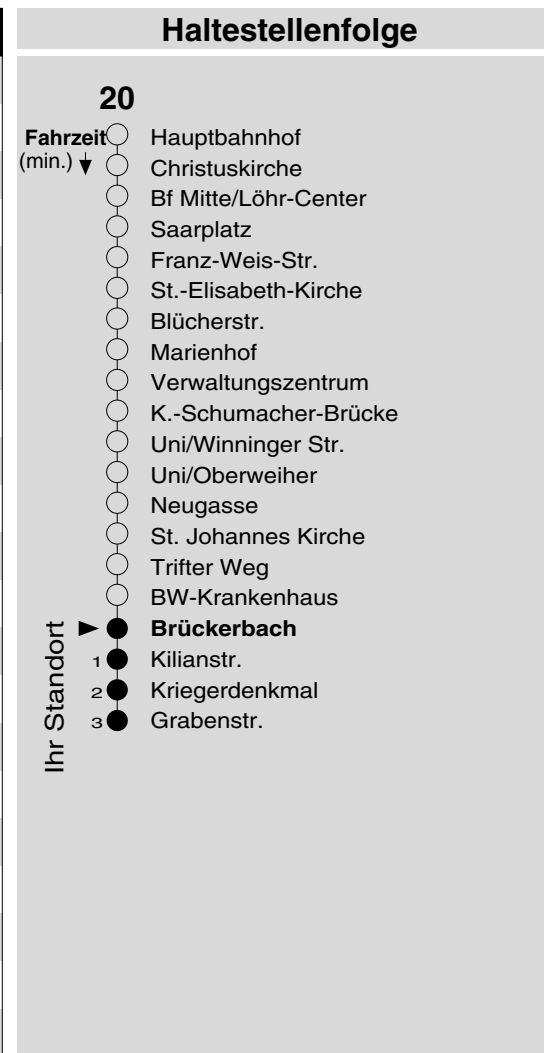 Haltestellenfolge
20
Fahrzeit Hauptbahnhof
(min.) Christuskirche
Bf Mitte/Löhr-Center
Saarplatz
Franz-Weis-Str.
St.-Elisabeth-Kirche
Blücherstr.
Marienhof
Verwaltungszentrum
K.-Schumacher-Brücke
Uni/Winninger Str.
Uni/Oberweiher
Neugasse
St. Johannes Kirche
Trifter Weg
BW-Krankenhaus
Brückerbach
1 Kilianstr.
2 Kriegerdenkmal
3 Grabenstr.
Ihr Standort